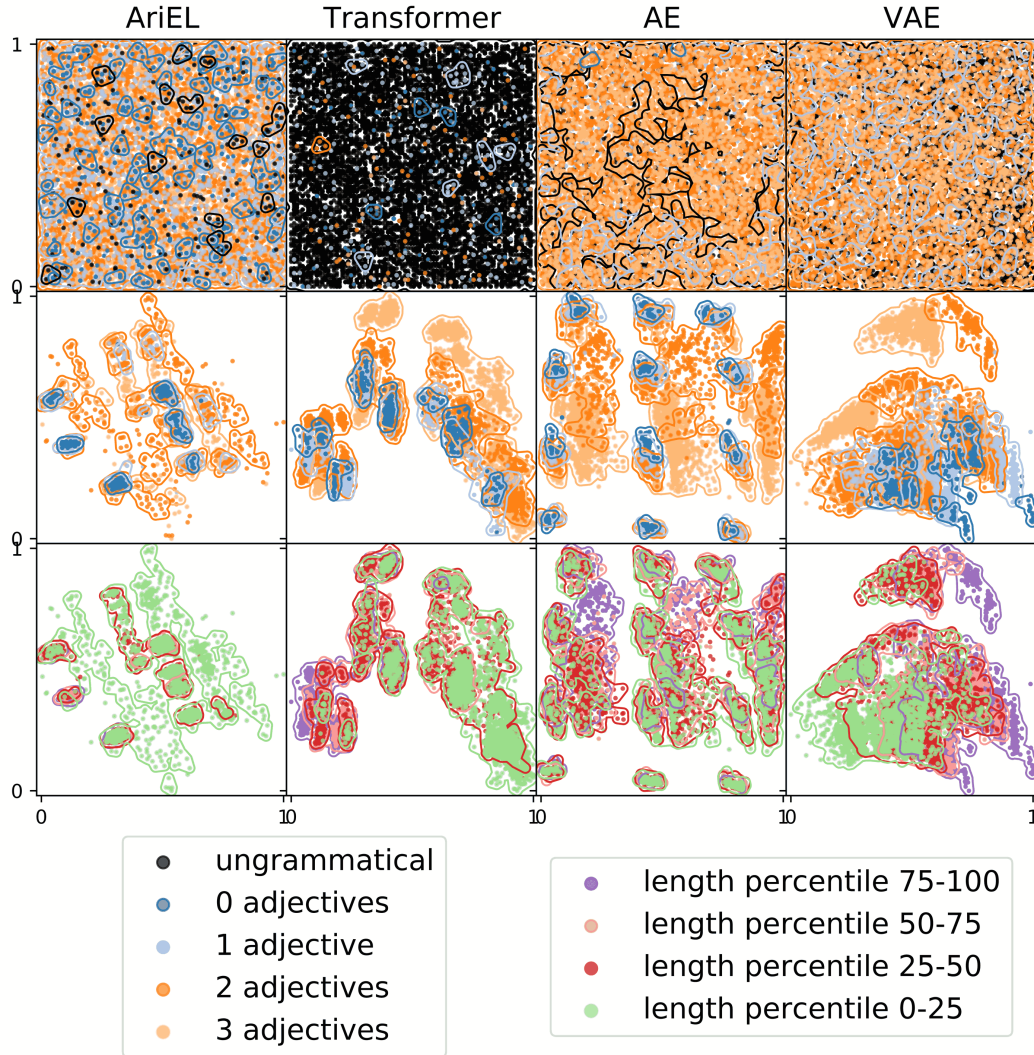 AriEL Transformer AE VAE
1
0
1
0
1
0
0 1 0 1 0 1 0 1
ungrammatical
0 adjectives
1 adjective
2 adjectives
3 adjectives
length percentile 75-100
length percentile 50-75
length percentile 25-50
length percentile 0-25